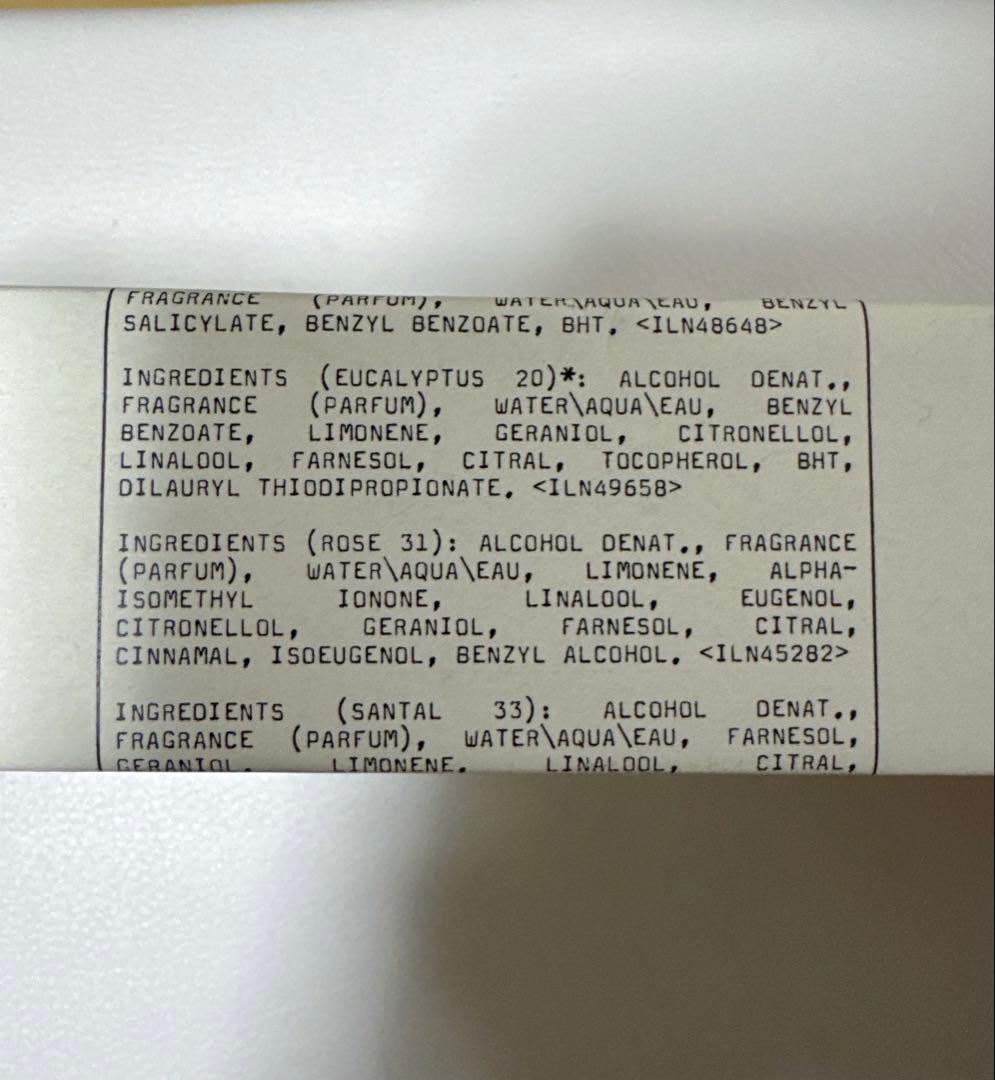 FRAGRANCE (PARFUM), WATER\AQUA\EAU, BENZYL
SALICYLATE, BENZYL BENZOATE, BHT. <ILN48648>
INGREDIENTS (EUCALYPTUS 20)*: ALCOHOL DENAT.,
FRAGRANCE (PARFUM), WATER\AQUA\EAU, BENZYL
BENZOATE, LIMONENE, GERANIOL, CITRONELLOL,
LINALOOL, FARNESOL, CITRAL, TOCOPHEROL, BHT,
DILAURYL THIODIPROPIONATE. <ILN49658>
INGREDIENTS (ROSE 31): ALCOHOL DENAT., FRAGRANCE
(PARFUM), WATER\AQUA\EAU, LIMONENE, ALPHA-
ISOMETHYL IONONE, LINALOOL, EUGENOL,
CITRONELLOL, GERANIOL, FARNESOL, CITRAL,
CINNAMAL, ISOEUGENOL, BENZYL ALCOHOL. <ILN45282>
INGREDIENTS (SANTAL 33): ALCOHOL DENAT.,
FRAGRANCE (PARFUM), WATER\AQUA\EAU, FARNESOL,
GERANIOL, LIMONENE, LINALOOL, CITRAL,